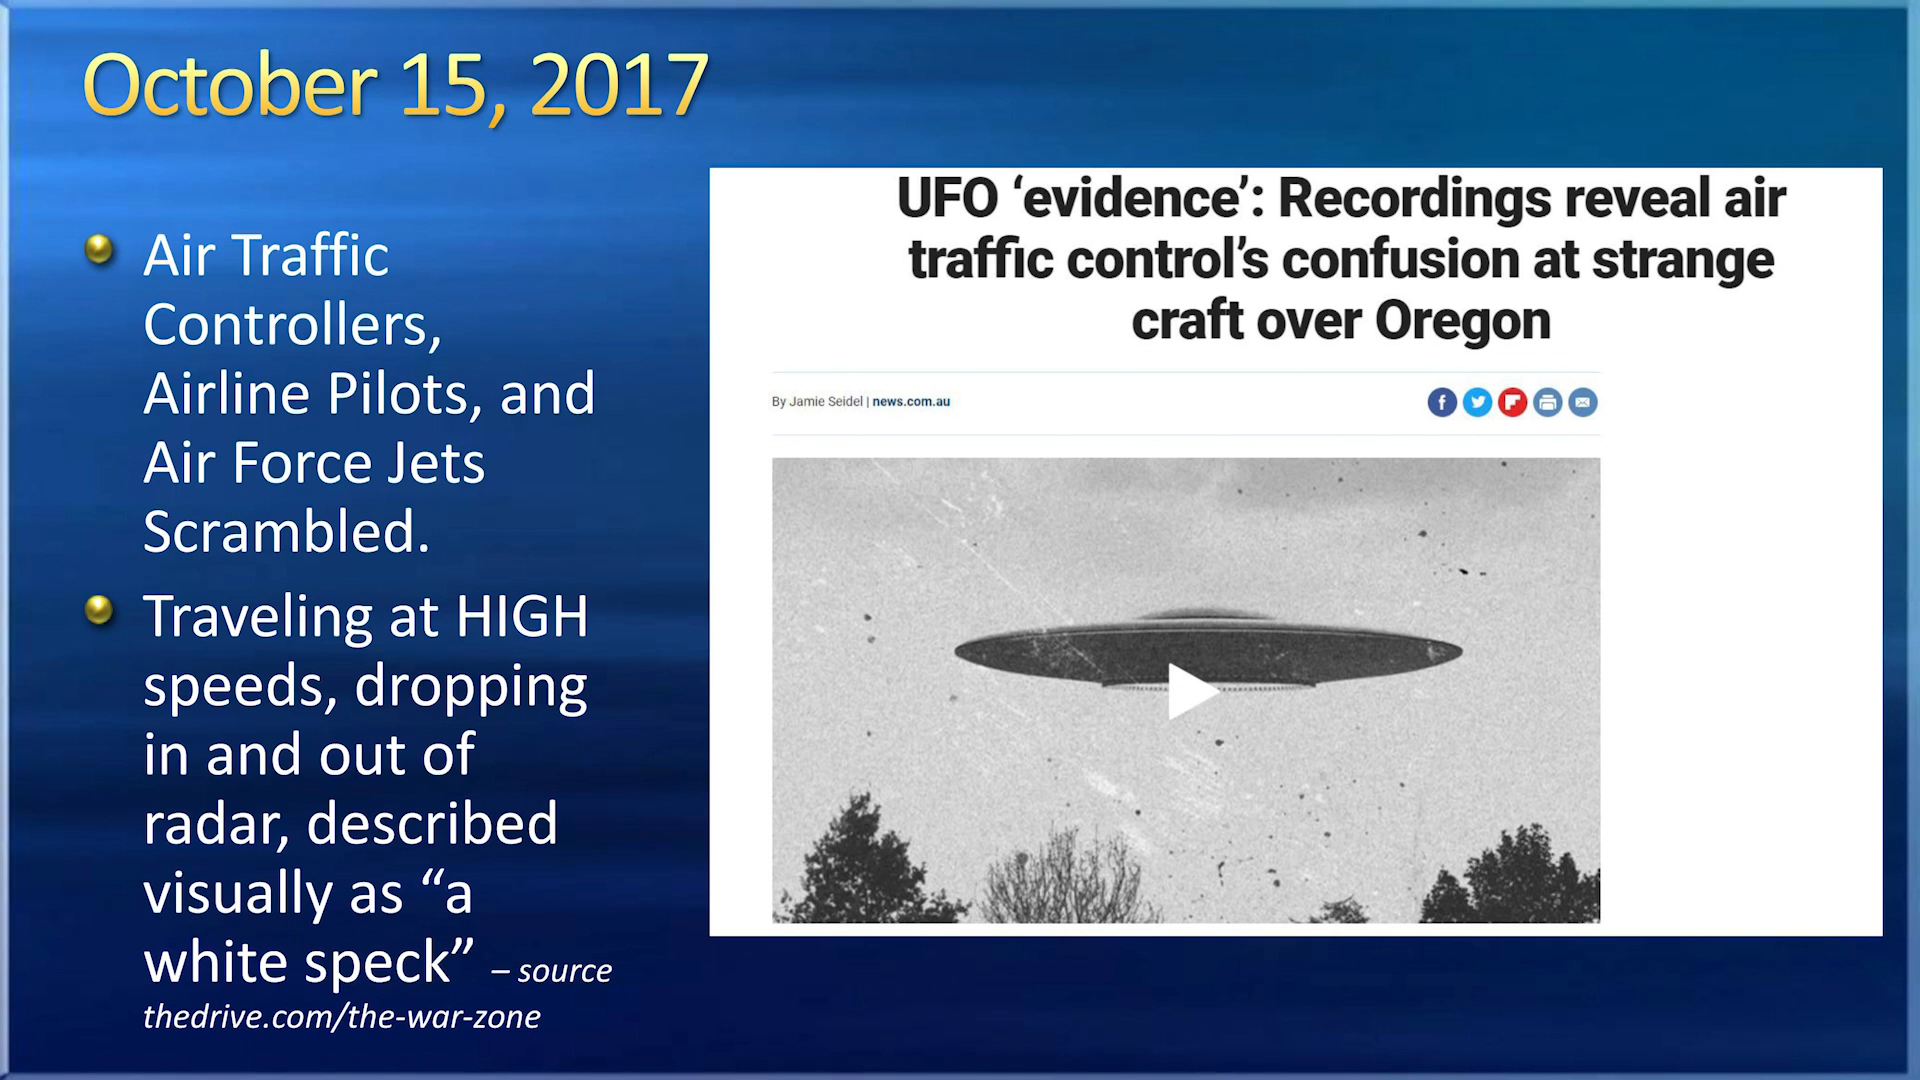 October 15, 2017
Air Traffic
Controllers,
Airline Pilots, and
Air Force Jets
Scrambled.
Traveling at HIGH
speeds, dropping
in and out of
radar, described
visually as “a
white speck” – source
thedrive.com/the-war-zone
UFO ‘evidence’: Recordings reveal air
traffic control’s confusion at strange
craft over Oregon
By Jamie Seidel | news.com.au